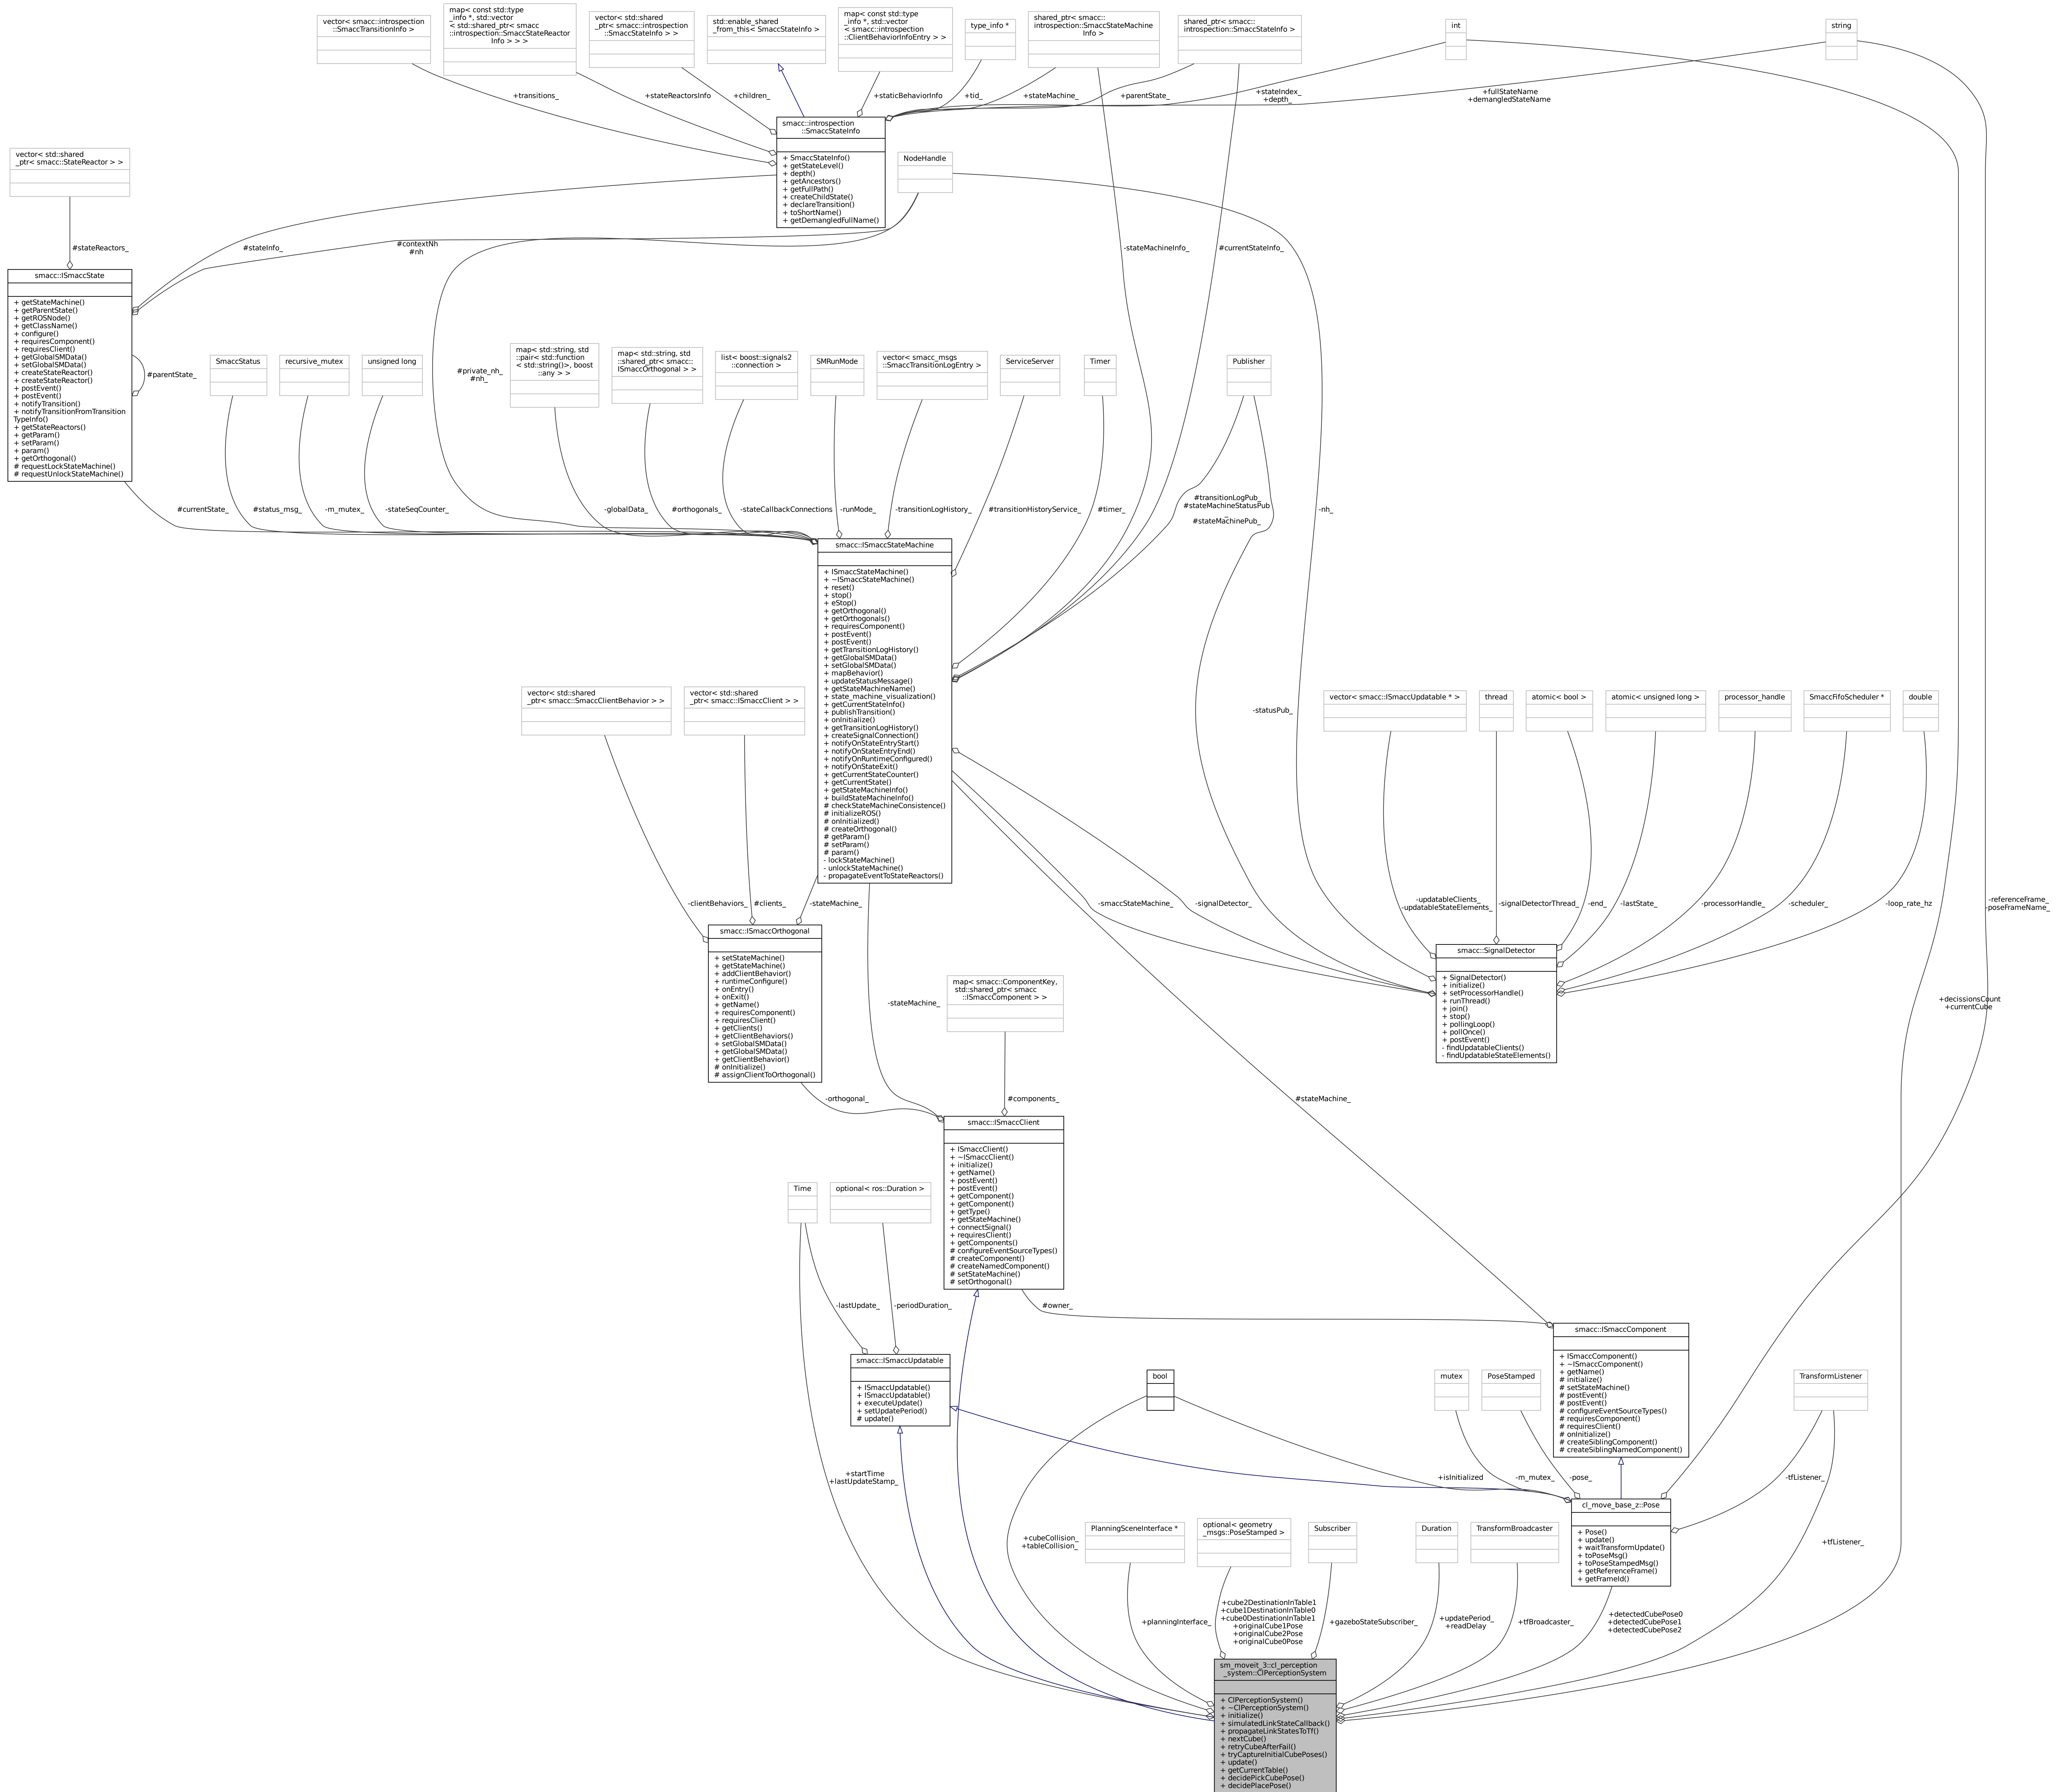 vector< smacc::introspection
::SmaccTransitionInfo >
map< const std::type
_info *, std::vector
< std::shared_ptr< smacc
::introspection::SmaccStateReactor
Info > > >
vector< std::shared
_ptr< smacc::introspection
::SmaccStateInfo > >
std::enable_shared
_from_this< SmaccStateInfo >
map< const std::type
_info *, std::vector
< smacc::introspection
::ClientBehaviorInfoEntry > >
type_info *
shared_ptr< smacc::
introspection::SmaccStateMachine
Info >
shared_ptr< smacc::
introspection::SmaccStateInfo >
int
string
+transitions_
+stateReactorsInfo
+children_
+staticBehaviorInfo
+tid_
+stateMachine_
+parentState_
+stateIndex_
+depth_
+fullStateName
+demangledStateName
smacc::introspection
::SmaccStateInfo
+ SmaccStateInfo()
+ getStateLevel()
+ depth()
+ getAncestors()
+ getFullPath()
+ createChildState()
+ declareTransition()
+ toShortName()
+ getDemangledFullName()
NodeHandle
vector< std::shared
_ptr< smacc::StateReactor > >
#stateReactors_
#stateInfo_
#contextNh
#nh
-stateMachineInfo_
#currentStateInfo_
smacc::ISmaccState
+ getStateMachine()
+ getParentState()
+ getROSNode()
+ getClassName()
+ configure()
+ requiresComponent()
+ requiresClient()
+ getGlobalSMData()
+ setGlobalSMData()
+ createStateReactor()
+ createStateReactor()
+ postEvent()
+ postEvent()
+ notifyTransition()
+ notifyTransitionFromTransition
TypeInfo()
+ getStateReactors()
+ getParam()
+ setParam()
+ param()
+ getOrthogonal()
# requestLockStateMachine()
# requestUnlockStateMachine()
#parentState_
SmaccStatus
recursive_mutex
unsigned long
#private_nh_
#nh_
map< std::string, std
::pair< std::function
< std::string()>, boost
::any > >
map< std::string, std
::shared_ptr< smacc::
ISmaccOrthogonal > >
list< boost::signals2
::connection >
SMRunMode
vector< smacc_msgs
::SmaccTransitionLogEntry >
ServiceServer
Timer
Publisher
#currentState_
#status_msg_
-m_mutex_
-stateSeqCounter_
-globalData_
#orthogonals_
-stateCallbackConnections
-runMode_
-transitionLogHistory_
#transitionHistoryService_
#timer_
#transitionLogPub_
#stateMachineStatusPub
_
#stateMachinePub_
-nh_
smacc::ISmaccStateMachine
+ ISmaccStateMachine()
+ ~ISmaccStateMachine()
+ reset()
+ stop()
+ eStop()
+ getOrthogonal()
+ getOrthogonals()
+ requiresComponent()
+ postEvent()
+ postEvent()
+ getTransitionLogHistory()
+ getGlobalSMData()
+ setGlobalSMData()
+ mapBehavior()
+ updateStatusMessage()
+ getStateMachineName()
+ state_machine_visualization()
+ getCurrentStateInfo()
+ publishTransition()
+ onInitialize()
+ getTransitionLogHistory()
+ createSignalConnection()
+ notifyOnStateEntryStart()
+ notifyOnStateEntryEnd()
+ notifyOnRuntimeConfigured()
+ notifyOnStateExit()
+ getCurrentStateCounter()
+ getCurrentState()
+ getStateMachineInfo()
+ buildStateMachineInfo()
# checkStateMachineConsistence()
# initializeROS()
# onInitialized()
# createOrthogonal()
# getParam()
# setParam()
# param()
- lockStateMachine()
- unlockStateMachine()
- propagateEventToStateReactors()
vector< std::shared
_ptr< smacc::SmaccClientBehavior > >
vector< std::shared
_ptr< smacc::ISmaccClient > >
-statusPub_
vector< smacc::ISmaccUpdatable * >
thread
atomic< bool >
atomic< unsigned long >
processor_handle
SmaccFifoScheduler *
double
-clientBehaviors_
#clients_
-stateMachine_
-smaccStateMachine_
-signalDetector_
-updatableClients_
-updatableStateElements_
-signalDetectorThread_
-end_
-lastState_
-processorHandle_
-scheduler_
-loop_rate_hz
-referenceFrame_
-poseFrameName_
smacc::ISmaccOrthogonal
+ setStateMachine()
+ getStateMachine()
+ addClientBehavior()
+ runtimeConfigure()
+ onEntry()
+ onExit()
+ getName()
+ requiresComponent()
+ requiresClient()
+ getClients()
+ getClientBehaviors()
+ setGlobalSMData()
+ getGlobalSMData()
+ getClientBehavior()
# onInitialize()
# assignClientToOrthogonal()
smacc::SignalDetector
+ SignalDetector()
+ initialize()
+ setProcessorHandle()
+ runThread()
+ join()
+ stop()
+ pollingLoop()
+ pollOnce()
+ postEvent()
- findUpdatableClients()
- findUpdatableStateElements()
-stateMachine_
map< smacc::ComponentKey,
std::shared_ptr< smacc
::ISmaccComponent > >
+decissionsCount
+currentCube
-orthogonal_
#components_
#stateMachine_
smacc::ISmaccClient
+ ISmaccClient()
+ ~ISmaccClient()
+ initialize()
+ getName()
+ postEvent()
+ postEvent()
+ getComponent()
+ getComponent()
+ getType()
+ getStateMachine()
+ connectSignal()
+ requiresClient()
+ getComponents()
# configureEventSourceTypes()
# createComponent()
# createNamedComponent()
# setStateMachine()
# setOrthogonal()
Time
optional< ros::Duration >
-lastUpdate_
-periodDuration_
#owner_
smacc::ISmaccUpdatable
+ ISmaccUpdatable()
+ ISmaccUpdatable()
+ executeUpdate()
+ setUpdatePeriod()
# update()
smacc::ISmaccComponent
+ ISmaccComponent()
+ ~ISmaccComponent()
+ getName()
# initialize()
# setStateMachine()
# postEvent()
# postEvent()
# configureEventSourceTypes()
# requiresComponent()
# requiresClient()
# onInitialize()
# createSiblingComponent()
# createSiblingNamedComponent()
bool
mutex
PoseStamped
TransformListener
+startTime
+lastUpdateStamp_
+isInitialized
-m_mutex_
-pose_
-tfListener_
cl_move_base_z::Pose
+ Pose()
+ update()
+ waitTransformUpdate()
+ toPoseMsg()
+ toPoseStampedMsg()
+ getReferenceFrame()
+ getFrameId()
+cubeCollision_
+tableCollision_
PlanningSceneInterface *
optional< geometry
_msgs::PoseStamped >
Subscriber
Duration
TransformBroadcaster
+tfListener_
+planningInterface_
+cube2DestinationInTable1
+cube1DestinationInTable0
+cube0DestinationInTable1
+originalCube1Pose
+originalCube2Pose
+originalCube0Pose
+gazeboStateSubscriber_
+updatePeriod_
+readDelay
+tfBroadcaster_
+detectedCubePose0
+detectedCubePose1
+detectedCubePose2
sm_moveit_3::cl_perception
_system::ClPerceptionSystem
+ ClPerceptionSystem()
+ ~ClPerceptionSystem()
+ initialize()
+ simulatedLinkStateCallback()
+ propagateLinkStatesToTf()
+ nextCube()
+ retryCubeAfterFail()
+ tryCaptureInitialCubePoses()
+ update()
+ getCurrentTable()
+ decidePickCubePose()
+ decidePlacePose()